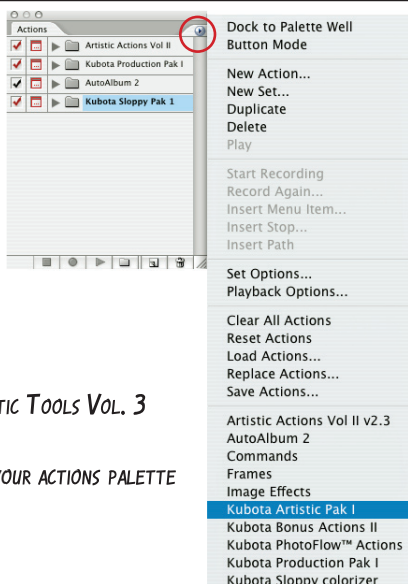 Actions
Artistic Actions Vol II
Kubota Production Pak I
AutoAlbum 2
Kubota Sloppy Pak 1
TIC TOOLS VOL. 3
YOUR ACTIONS PALETTE
Dock to Palette Well
Button Mode
New Action...
New Set...
Duplicate
Delete
Play
Start Recording
Record Again...
Insert Menu Item...
Insert Stop...
Insert Path
Set Options...
Playback Options...
Clear All Actions
Reset Actions
Load Actions...
Replace Actions...
Save Actions...
Artistic Actions Vol II v2.3
AutoAlbum 2
Commands
Frames
Image Effects
Kubota Artistic Pak I
Kubota Bonus Actions II
Kubota PhotoFlow™ Actions
Kubota Production Pak I
Kubota Sloppy colorizer